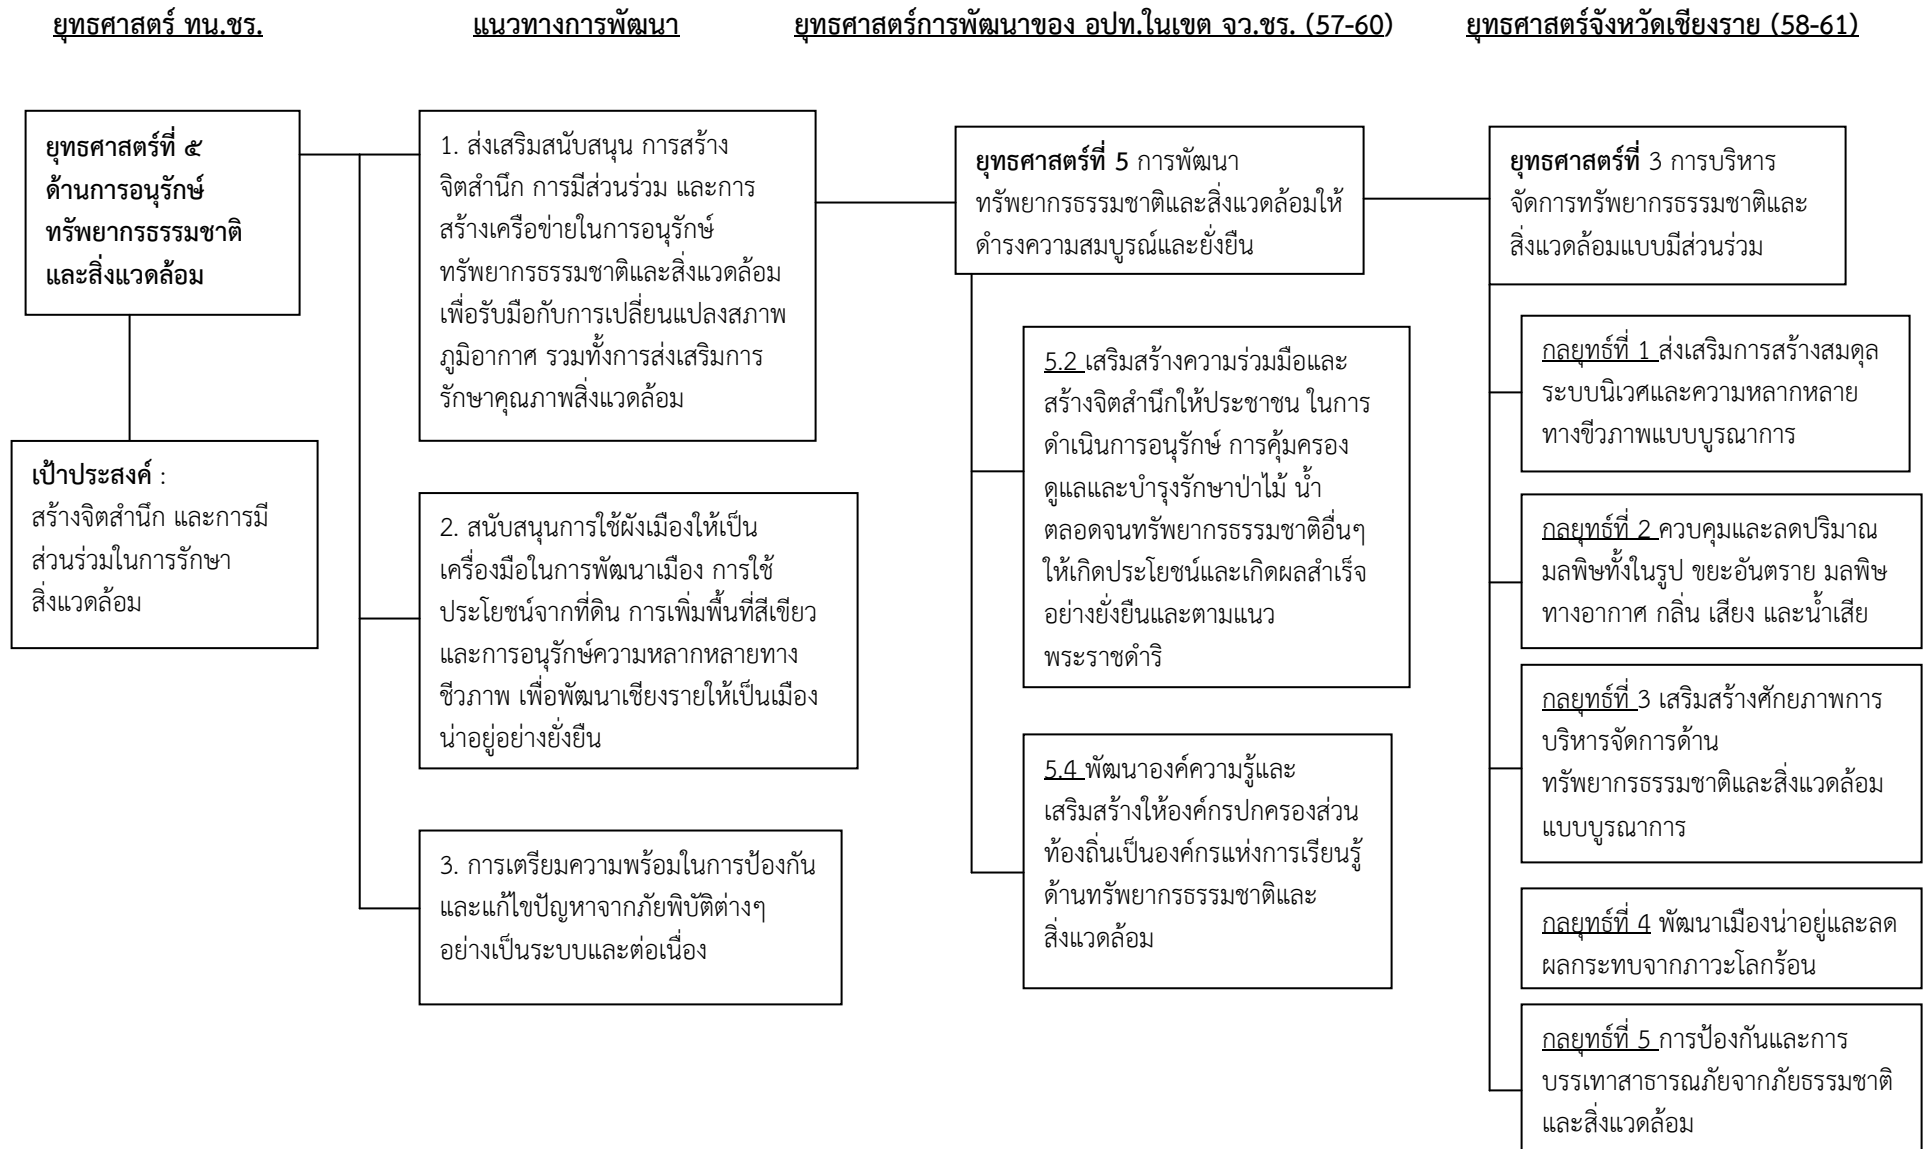 ยุทธศาสตร์ ทน.ชร.
แนวทางการพัฒนา
ยุทธศาสตร์การพัฒนาของ อปท.ในเขต จว.ชร. (57-60)
ยุทธศาสตร์จังหวัดเชียงราย (58-61)
ยุทธศาสตร์ที่ ๕
ด้านการอนุรักษ์
ทรัพยากรธรรมชาติ
และสิ่งแวดล้อม
เป้าประสงค์ :
สร้างจิตสำนึก และการมี
ส่วนร่วมในการรักษา
สิ่งแวดล้อม
1. ส่งเสริมสนับสนุน การสร้าง
จิตสำนึก การมีส่วนร่วม และการ
สร้างเครือข่ายในการอนุรักษ์
ทรัพยากรธรรมชาติและสิ่งแวดล้อม
เพื่อรับมือกับการเปลี่ยนแปลงสภาพ
ภูมิอากาศ รวมทั้งการส่งเสริมการ
รักษาคุณภาพสิ่งแวดล้อม
2. สนับสนุนการใช้ผังเมืองให้เป็น
เครื่องมือในการพัฒนาเมือง การใช้
ประโยชน์จากที่ดิน การเพิ่มพื้นที่สีเขียว
และการอนุรักษ์ความหลากหลายทาง
ชีวภาพ เพื่อพัฒนาเชียงรายให้เป็นเมือง
น่าอยู่อย่างยั่งยืน
3. การเตรียมความพร้อมในการป้องกัน
และแก้ไขปัญหาจากภัยพิบัติต่างๆ
อย่างเป็นระบบและต่อเนื่อง
ยุทธศาสตร์ที่ 5 การพัฒนา
ทรัพยากรธรรมชาติและสิ่งแวดล้อมให้
ดำรงความสมบูรณ์และยั่งยืน
5.2 เสริมสร้างความร่วมมือและ
สร้างจิตสำนึกให้ประชาชน ในการ
ดำเนินการอนุรักษ์ การคุ้มครอง
ดูแลและบำรุงรักษาป่าไม้ น้ำ
ตลอดจนทรัพยากรธรรมชาติอื่นๆ
ให้เกิดประโยชน์และเกิดผลสำเร็จ
อย่างยั่งยืนและตามแนว
พระราชดำริ
5.4 พัฒนาองค์ความรู้และ
เสริมสร้างให้องค์กรปกครองส่วน
ท้องถิ่นเป็นองค์กรแห่งการเรียนรู้
ด้านทรัพยากรธรรมชาติและ
สิ่งแวดล้อม
ยุทธศาสตร์ที่ 3 การบริหาร
จัดการทรัพยากรธรรมชาติและ
สิ่งแวดล้อมแบบมีส่วนร่วม
กลยุทธ์ที่ 1 ส่งเสริมการสร้างสมดุล
ระบบนิเวศและความหลากหลาย
ทางขีวภาพแบบบูรณาการ
กลยุทธ์ที่ 2 ควบคุมและลดปริมาณ
มลพิษทั้งในรูป ขยะอันตราย มลพิษ
ทางอากาศ กลิ่น เสียง และน้ำเสีย
กลยุทธ์ที่ 3 เสริมสร้างศักยภาพการ
บริหารจัดการด้าน
ทรัพยากรธรรมชาติและสิ่งแวดล้อม
แบบบูรณาการ
กลยุทธ์ที่ 4 พัฒนาเมืองน่าอยู่และลด
ผลกระทบจากภาวะโลกร้อน
กลยุทธ์ที่ 5 การป้องกันและการ
บรรเทาสาธารณภัยจากภัยธรรมชาติ
และสิ่งแวดล้อม